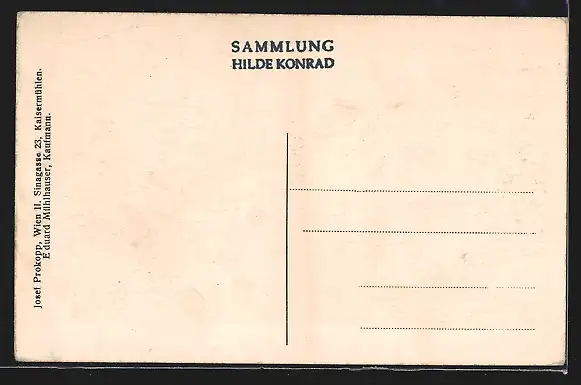 SAMMLUNG
HILDE KONRAD
Josef Prokopp, Wien II. Sinagasse 23, Kaisermühlen.
Eduard Mühlhauser, Kaufmann.